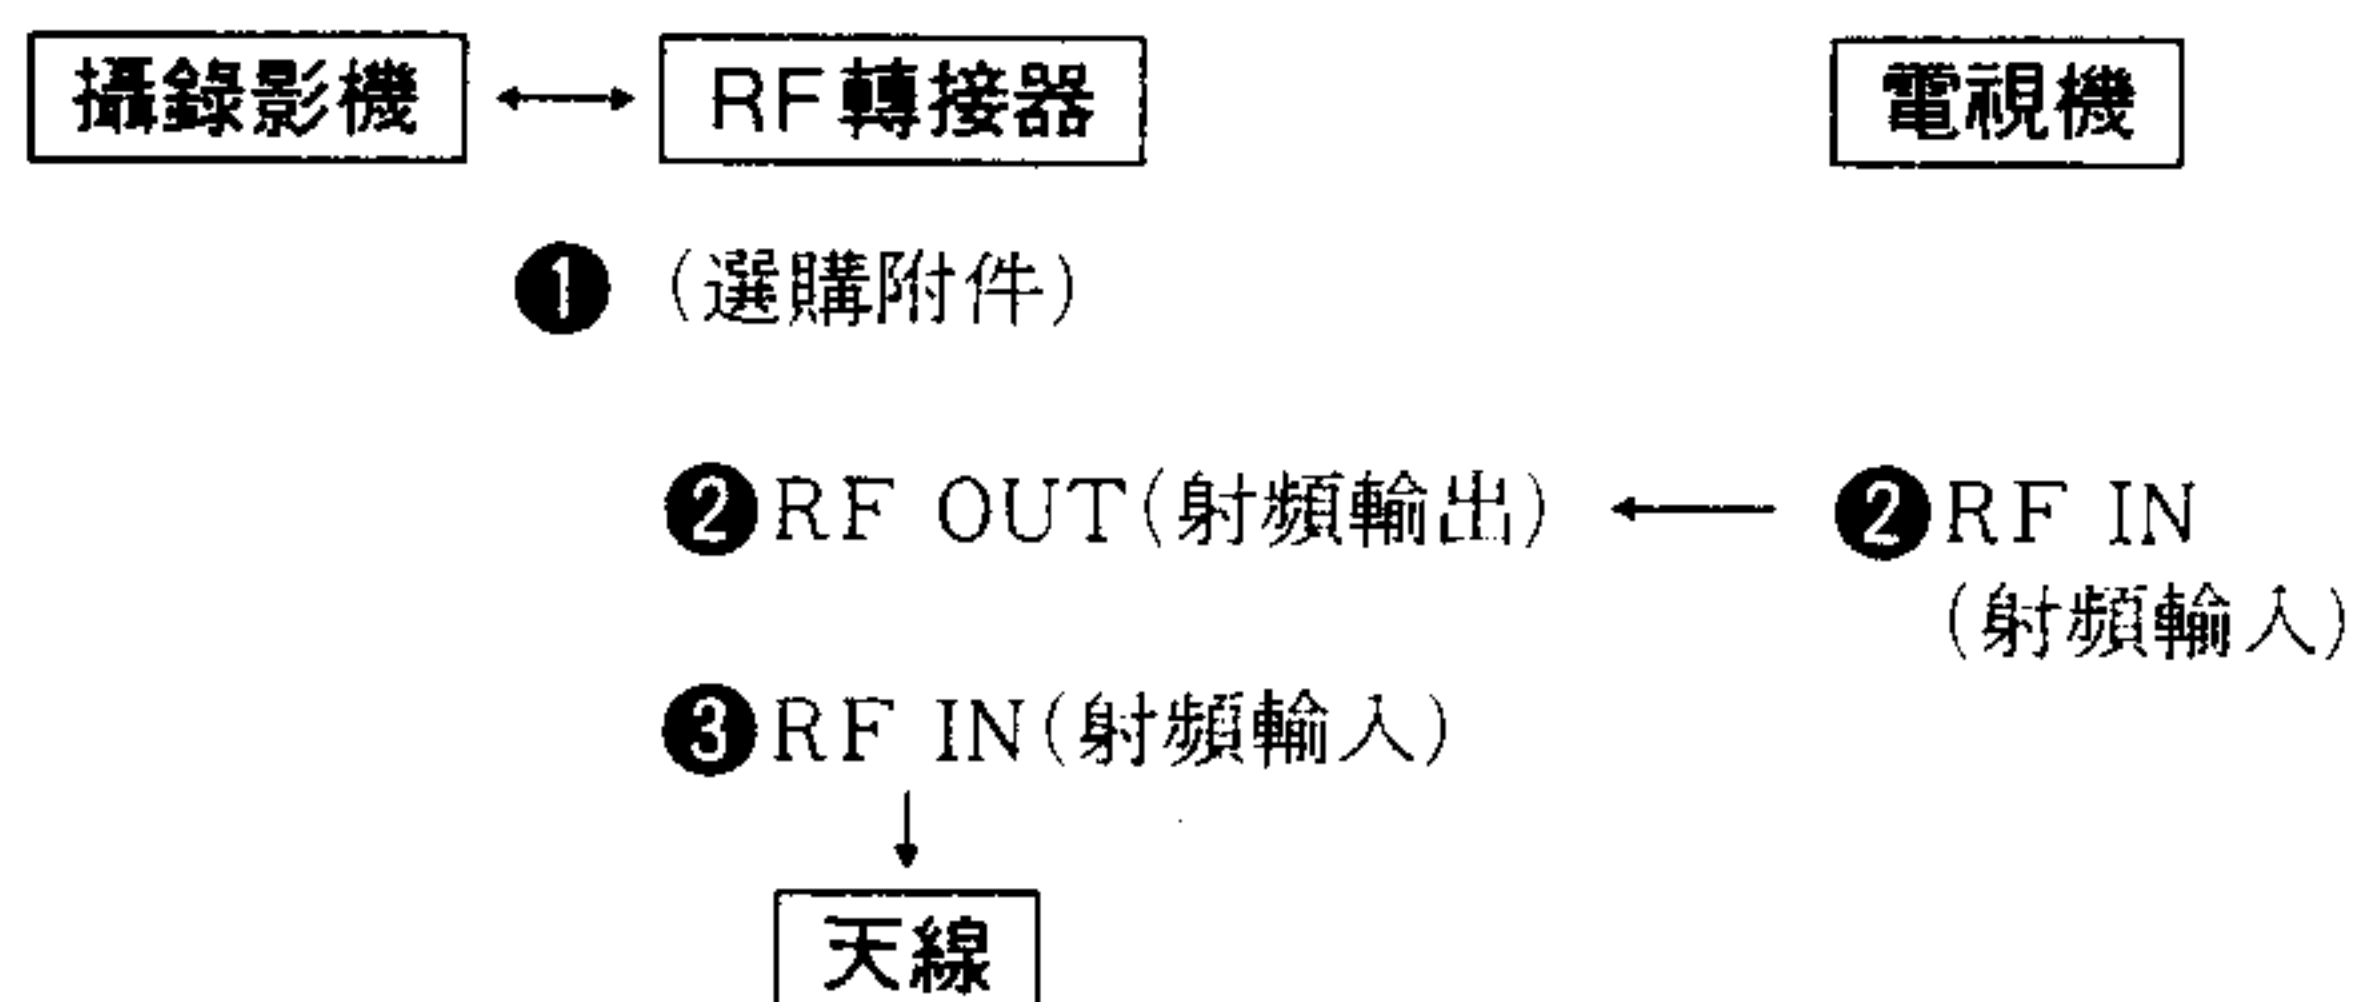 攝錄影機 ←→ RF轉接器 電視機
❶ (選購附件)
❷RF OUT(射頻輸出) ← ❷RF IN
(射頻輸入)
❸RF IN(射頻輸入)
↓
天線